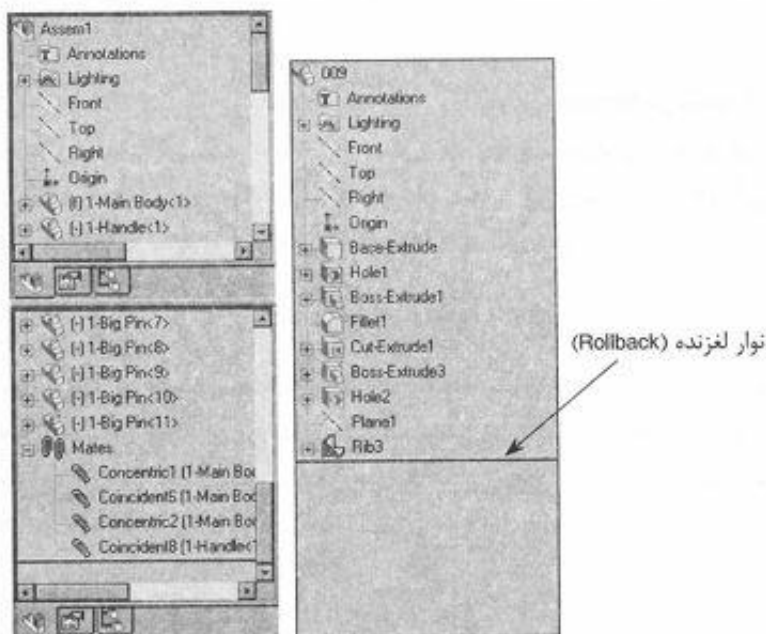 Assem1
Annotations
Lighting
Front
Top
Right
Origin
(f) 1-Main Body<1>
(-) 1-Handle<1>
(-) 1-Big Pin<7>
(-) 1-Big Pin<8>
(-) 1-Big Pin<9>
(-) 1-Big Pin<10>
(-) 1-Big Pin<11>
Mates
Concentric1 (1-Main Bo
Coincident5 (1-Main Bo
Concentric2 (1-Main Bo
Coincident8 (1-Handle<
009
Annotations
Lighting
Front
Top
Right
Origin
Base-Extrude
Hole1
Boss-Extrude1
Fillet1
Cut-Extrude1
Boss-Extrude3
Hole2
Plane1
Rib3
نوار لغزنده (Rollback)